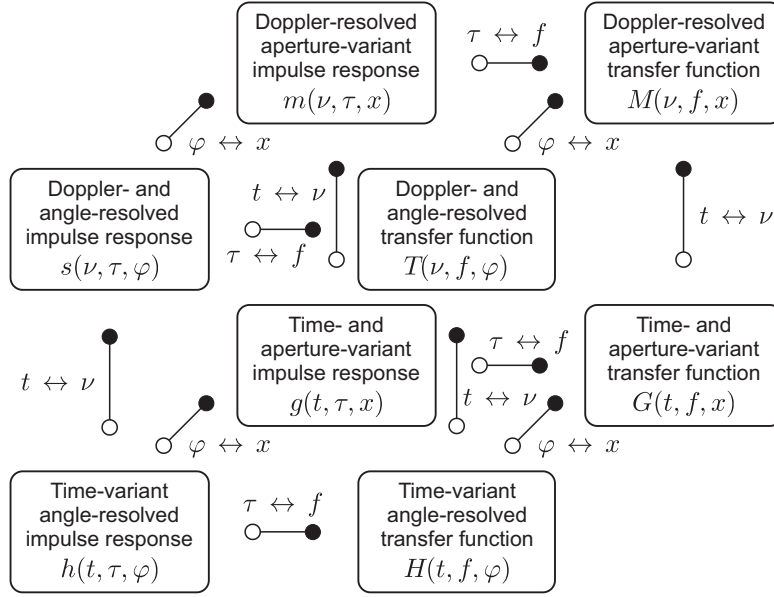 Doppler-resolved
aperture-variant
impulse response
m(ν, τ, x)
τ ↔ f
Doppler-resolved
aperture-variant
transfer function
M(ν, f, x)
φ ↔ x
φ ↔ x
Doppler- and
angle-resolved
impulse response
s(ν, τ, φ)
t ↔ ν
τ ↔ f
Doppler- and
angle-resolved
transfer function
T(ν, f, φ)
t ↔ ν
t ↔ ν
Time- and
aperture-variant
impulse response
g(t, τ, x)
τ ↔ f
t ↔ ν
Time- and
aperture-variant
transfer function
G(t, f, x)
φ ↔ x
φ ↔ x
Time-variant
angle-resolved
impulse response
h(t, τ, φ)
τ ↔ f
Time-variant
angle-resolved
transfer function
H(t, f, φ)